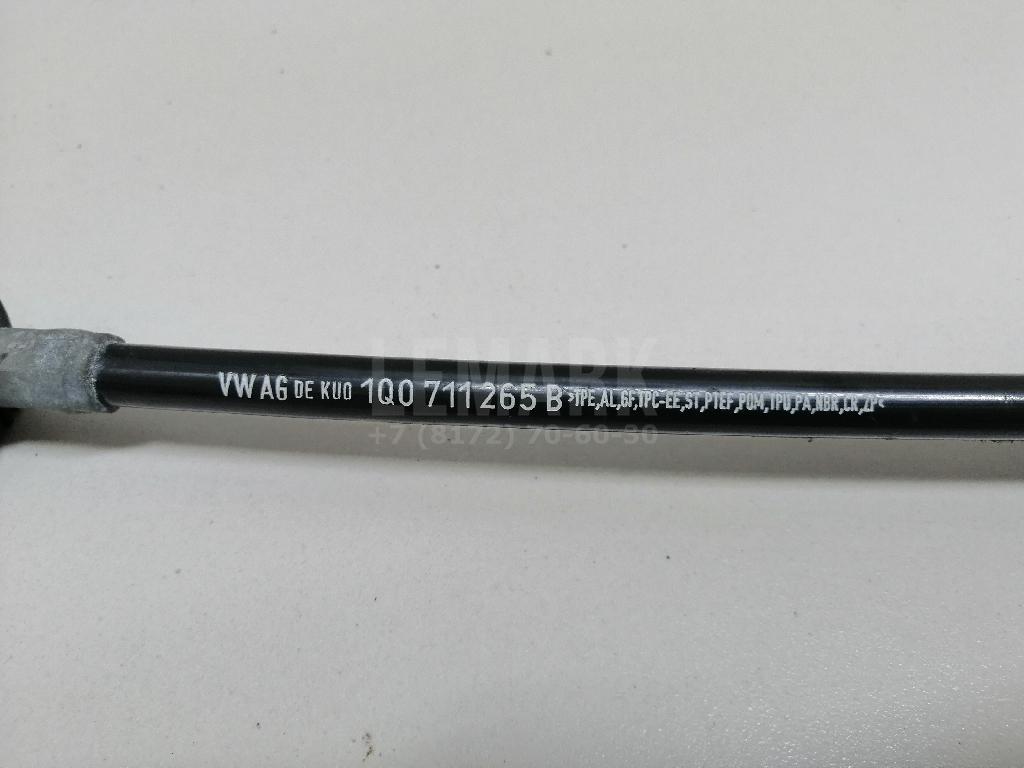 VW AG DE KUO 1Q0 711 265 B >TPE,AL,GF,TPC-EE,ST,PTEF,POM,TPU,PA,NBR,CR,ZP<
LEMARK
+7 (8172) 70-60-30